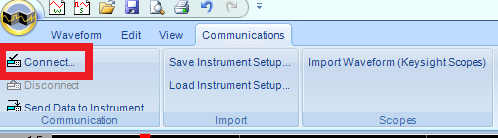 Waveform Edit View Communications
Connect... Save Instrument Setup... Import Waveform (Keysight Scopes)
Disconnect Load Instrument Setup...
Send Data to Instrument
Communication Import Scopes